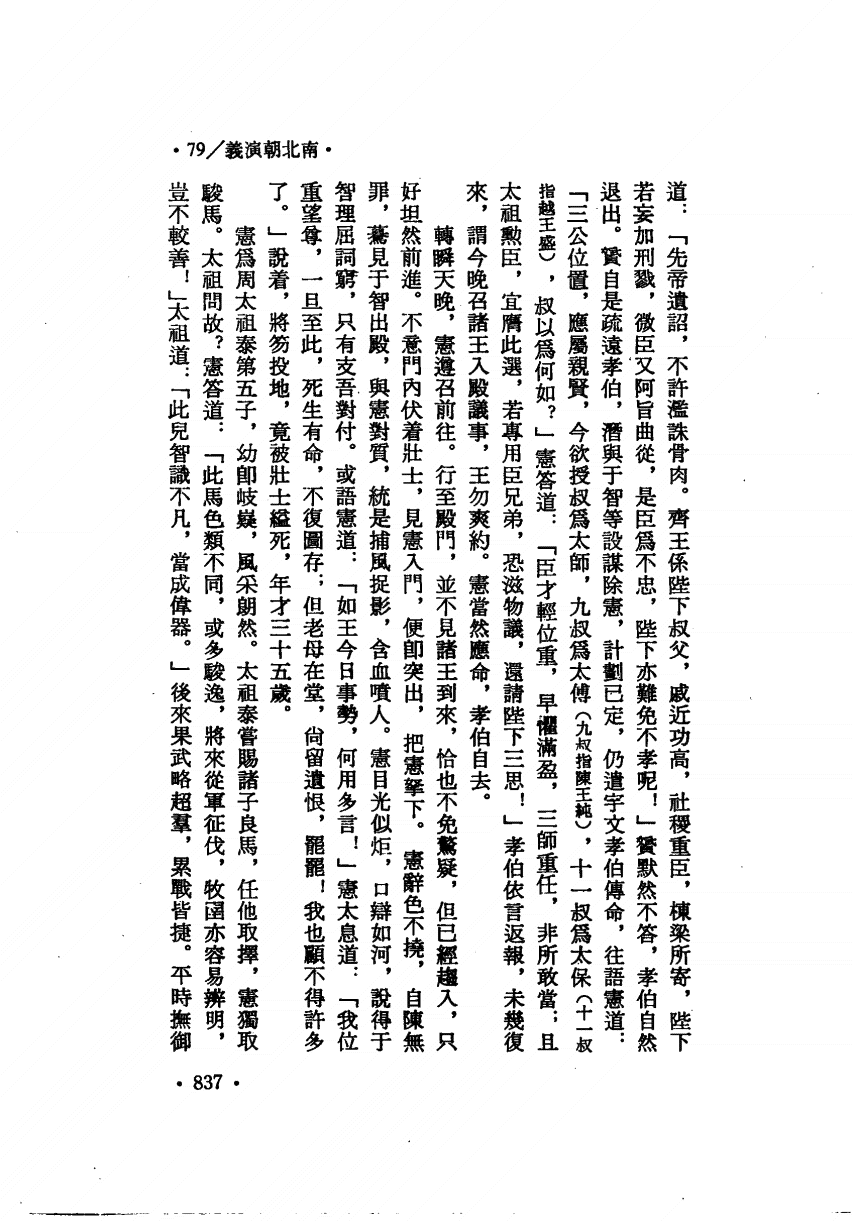 ·南北朝演義／79·
道：「先帝遺詔，不許濫誅骨肉。齊王係陛下叔父，戚近功高，社稷重臣，棟梁所寄，陛下
若妄加刑戮，微臣又阿旨曲從，是臣爲不忠，陛下亦難免不孝呢！」贇默然不答，孝伯自然
退出。贇自是疏遠孝伯，潛與于智等設謀除憲，計劃已定，仍遣宇文孝伯傳命，往語憲道：
「三公位置，應屬親賢，今欲授叔爲太師，九叔爲太傅（九叔指陳王純），十一叔爲太保（十一叔
指越王盛），叔以爲何如？」憲答道：「臣才輕位重，早懼滿盈，三師重任，非所敢當；且
太祖勲臣，宜膺此選，若專用臣兄弟，恐滋物議，還請陛下三思！」孝伯依言返報，未幾復
來，謂今晚召諸王入殿議事，王勿爽約。憲當然應命，孝伯自去。
轉瞬天晚，憲遵召前往。行至殿門，並不見諸王到來，恰也不免驚疑，但已經趨入，只
好坦然前進。不意門內伏着壯士，見憲入門，便卽突出，把憲拏下。憲辭色不撓，自陳無
罪，驀見于智出殿，與憲對質，統是捕風捉影，含血噴人。憲目光似炬，口辯如河，說得于
智理屈詞窮，只有支吾對付。或語憲道：「如王今日事勢，何用多言！」憲太息道：「我位
重望尊，一旦至此，死生有命，不復圖存；但老母在堂，尙留遺恨，罷罷！我也顧不得許多
了。」說着，將笏投地，竟被壯士縊死，年才三十五歲。
憲爲周太祖泰第五子，幼卽岐嶷，風采朗然。太祖泰嘗賜諸子良馬，任他取擇，憲獨取
駿馬。太祖問故？憲答道：「此馬色類不同，或多駿逸，將來從軍征伐，牧圉亦容易辨明，
豈不較善！」太祖道：「此兒智識不凡，當成偉器。」後來果武略超羣，累戰皆捷。平時撫御
·837·